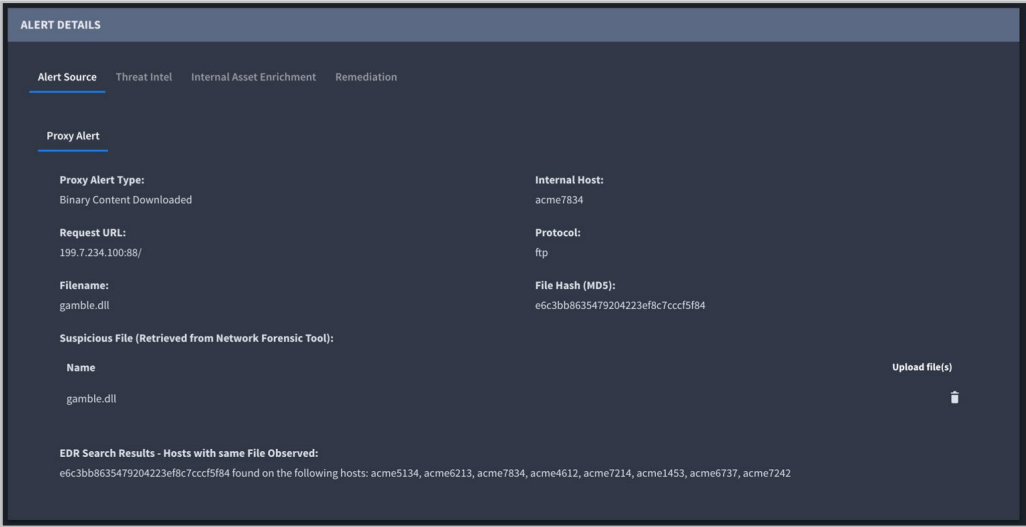 ALERT DETAILS
Alert Source Threat Intel Internal Asset Enrichment Remediation
Proxy Alert
Proxy Alert Type: Internal Host:
Binary Content Downloaded acme7834
Request URL: Protocol:
199.7.234.100:88/ ftp
Filename: File Hash (MD5):
gamble.dll e6c3bb8635479204223ef8c7cccf5f84
Suspicious File (Retrieved from Network Forensic Tool):
Name Upload file(s)
gamble.dll
EDR Search Results - Hosts with same File Observed:
e6c3bb8635479204223ef8c7cccf5f84 found on the following hosts: acme5134, acme6213, acme7834, acme4612, acme7214, acme1453, acme6737, acme7242